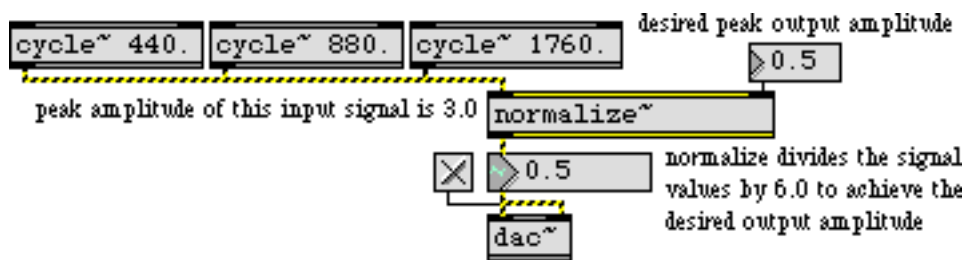 desired peak output amplitude
cycle~ 440.
cycle~ 880.
cycle~ 1760.
0.5
peak amplitude of this input signal is 3.0
normalize~
0.5
normalize divides the signal
values by 6.0 to achieve the
desired output amplitude
dac~